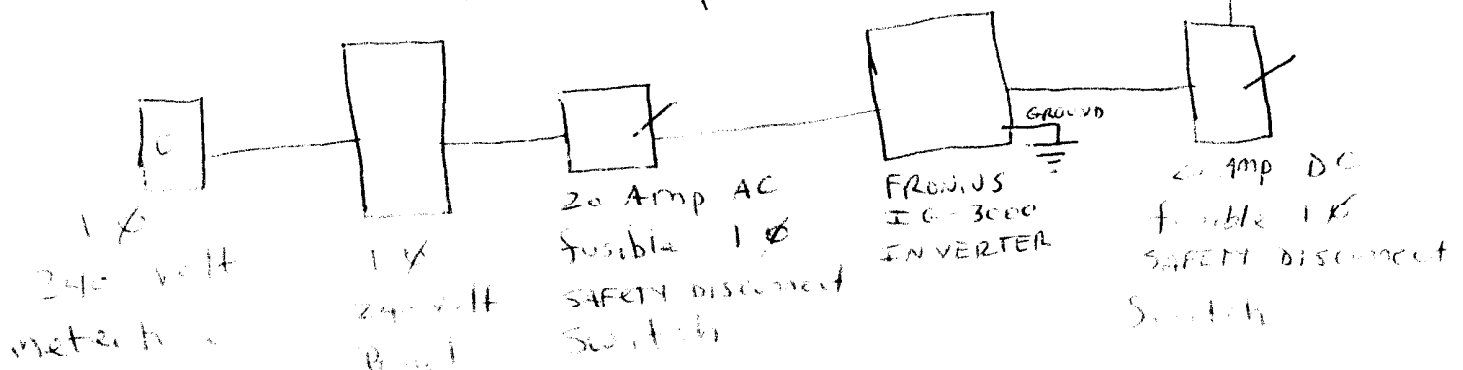 1 Ø
240 volt
1 Ø
240 volt
20 Amp AC
fusible 1 Ø
SAFETY DISCONNECT
Switch
GROUND
FRONIUS
IG-3000
INVERTER
Amp DC
fusible 1 Ø
SAFETY DISCONNECT
Switch